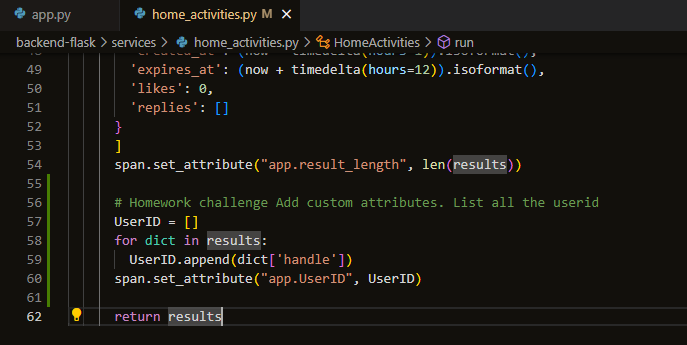 app.py home_activities.py M
backend-flask > services > home_activities.py > HomeActivities > run
49 'expires_at': (now + timedelta(hours=12)).isoformat(),
50 'likes': 0,
51 'replies': []
52 }
53 ]
54 span.set_attribute("app.result_length", len(results))
55
56 # Homework challenge Add custom attributes. List all the userid
57 UserID = []
58 for dict in results:
59 UserID.append(dict['handle'])
60 span.set_attribute("app.UserID", UserID)
61
62 return results